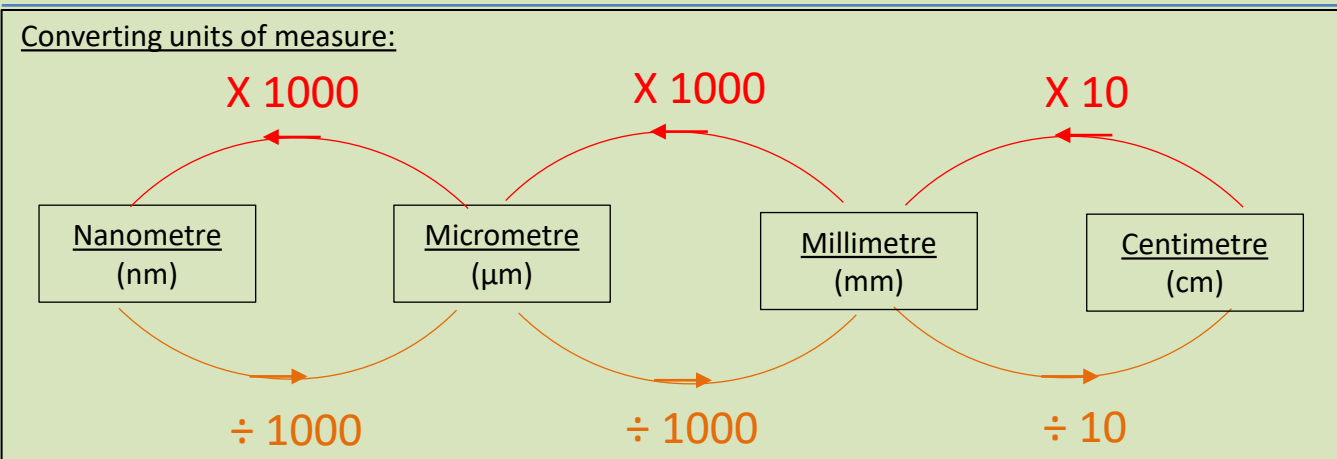 Converting units of measure:
X 1000
X 1000
X 10
Nanometre
(nm)
Micrometre
(µm)
Millimetre
(mm)
Centimetre
(cm)
÷ 1000
÷ 1000
÷ 10